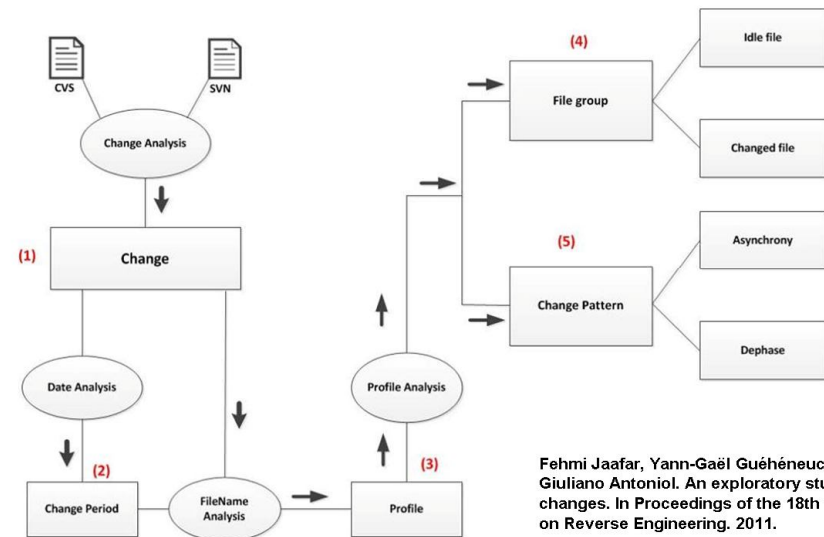 CVS
SVN
Change Analysis
(1)
Change
Date Analysis
(2)
Change Period
FileName
Analysis
Profile
(3)
Profile Analysis
(4)
File group
Idle file
Changed file
(5)
Change Pattern
Asynchrony
Dephase
Fehmi Jaafar, Yann-Gaël Guéhéneuc
Giuliano Antoniol. An exploratory stu
changes. In Proceedings of the 18th
on Reverse Engineering. 2011.